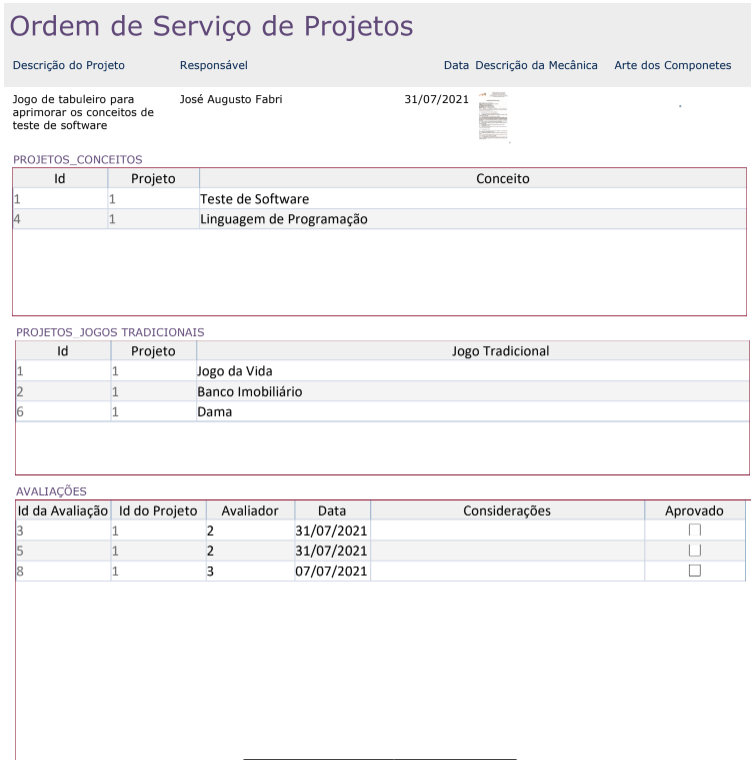 Ordem de Serviço de Projetos
Descrição do Projeto Responsável Data Descrição da Mecânica Arte dos Componetes
Jogo de tabuleiro para José Augusto Fabri 31/07/2021
aprimorar os conceitos de
teste de software
PROJETOS_CONCEITOS
Id Projeto Conceito
1 1 Teste de Software
4 1 Linguagem de Programação
PROJETOS_JOGOS TRADICIONAIS
Id Projeto Jogo Tradicional
1 1 Jogo da Vida
2 1 Banco Imobiliário
6 1 Dama
AVALIAÇÕES
Id da Avaliação Id do Projeto Avaliador Data Considerações Aprovado
3 1 2 31/07/2021
5 1 2 31/07/2021
8 1 3 07/07/2021